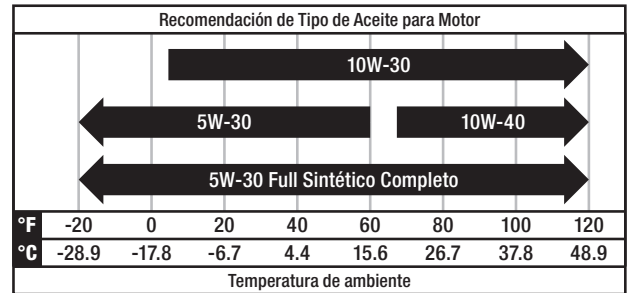 Recomendación de Tipo de Aceite para Motor
10W-30
5W-30 10W-40
5W-30 Full Sintético Completo
°F -20 0 20 40 60 80 100 120
°C -28.9 -17.8 -6.7 4.4 15.6 26.7 37.8 48.9
Temperatura de ambiente